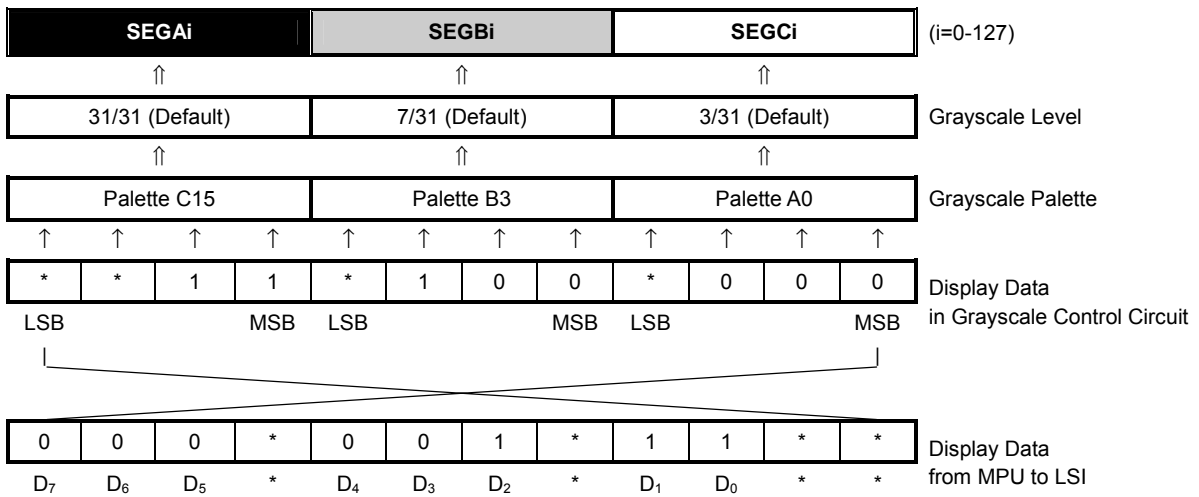 SEGAi SEGBi SEGCi (i=0-127)
⇑ ⇑ ⇑
31/31 (Default) 7/31 (Default) 3/31 (Default) Grayscale Level
⇑ ⇑ ⇑
Palette C15 Palette B3 Palette A0 Grayscale Palette
↑ ↑ ↑ ↑ ↑ ↑ ↑ ↑ ↑ ↑ ↑ ↑
* * 1 1 * 1 0 0 * 0 0 0 Display Data
in Grayscale Control Circuit
LSB MSB LSB MSB LSB MSB
0 0 0 * 0 0 1 * 1 1 * * Display Data
from MPU to LSI
D₇ D₆ D₅ * D₄ D₃ D₂ * D₁ D₀ * *